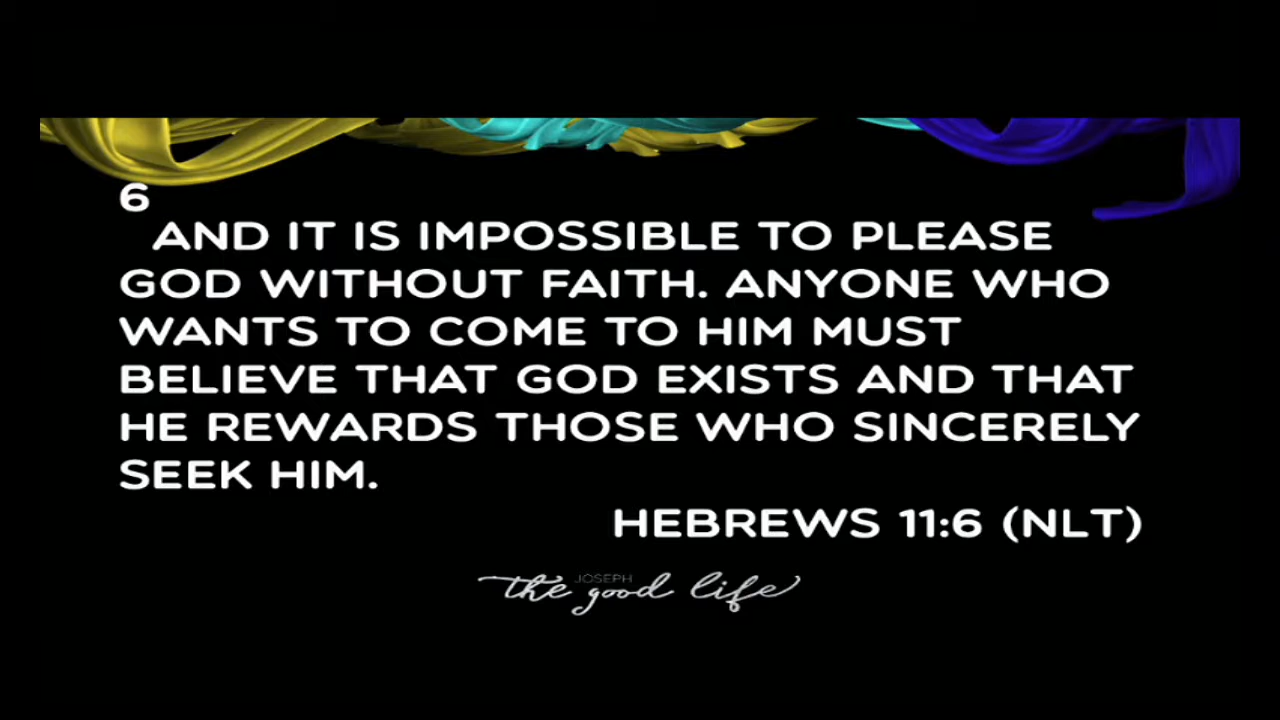 6
AND IT IS IMPOSSIBLE TO PLEASE
GOD WITHOUT FAITH. ANYONE WHO
WANTS TO COME TO HIM MUST
BELIEVE THAT GOD EXISTS AND THAT
HE REWARDS THOSE WHO SINCERELY
SEEK HIM.
HEBREWS 11:6 (NLT)
JOSEPH
the good life